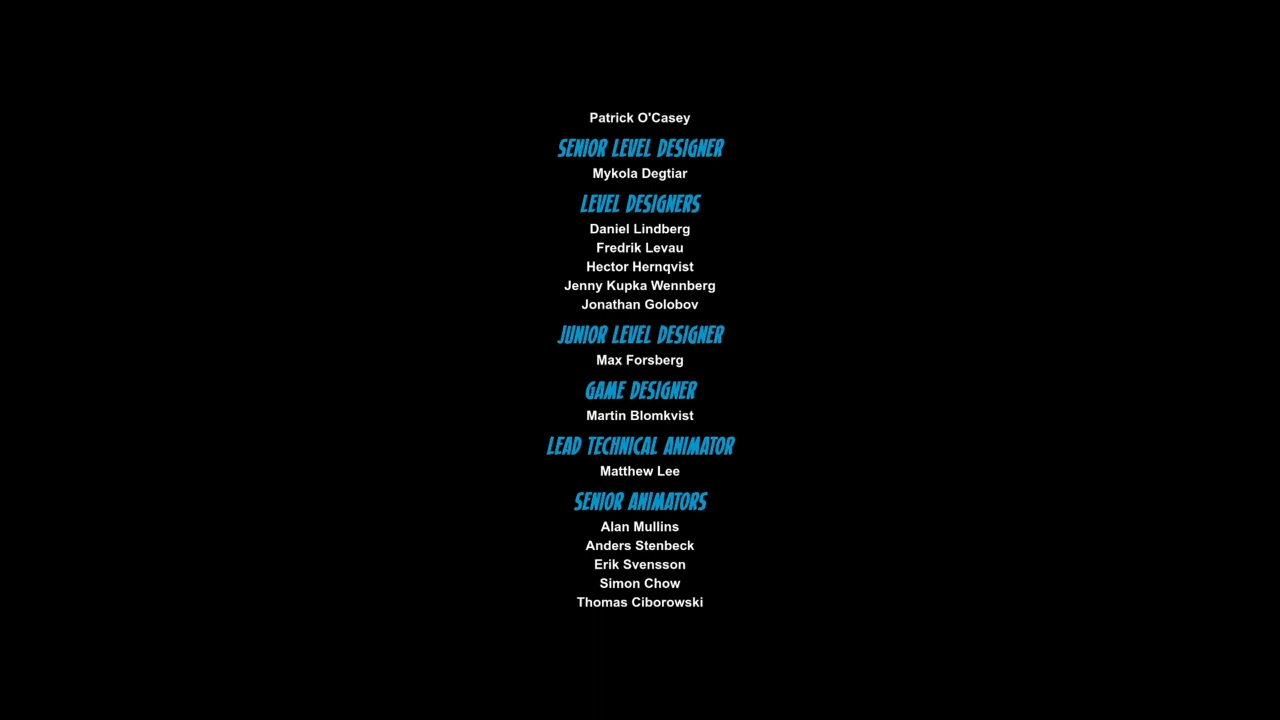 Patrick O'Casey
SENIOR LEVEL DESIGNER
Mykola Degtiar
LEVEL DESIGNERS
Daniel Lindberg
Fredrik Levau
Hector Hernqvist
Jenny Kupka Wennberg
Jonathan Golobov
JUNIOR LEVEL DESIGNER
Max Forsberg
GAME DESIGNER
Martin Blomkvist
LEAD TECHNICAL ANIMATOR
Matthew Lee
SENIOR ANIMATORS
Alan Mullins
Anders Stenbeck
Erik Svensson
Simon Chow
Thomas Ciborowski